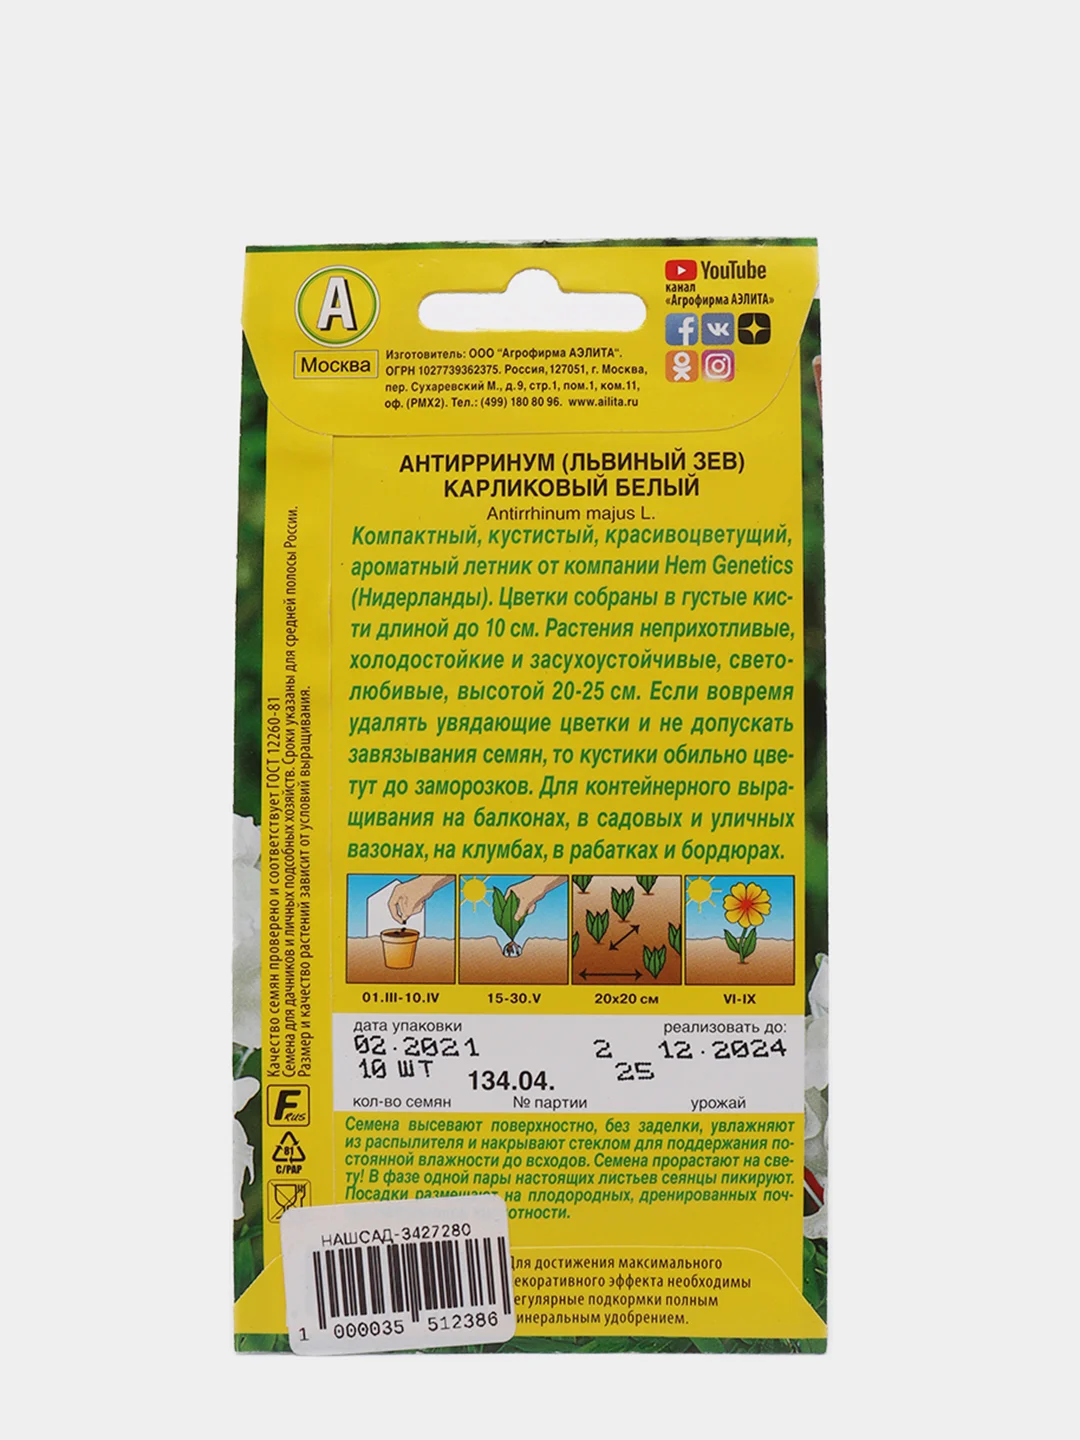 А
Москва
Изготовитель: ООО "Агрофирма АЭЛИТА".
ОГРН 1027739362375. Россия,127051, г. Москва,
пер. Сухаревский М., д.9, стр.1, пом.1, ком.11,
оф. (РМХ2). Тел.: (499) 180 80 96. www.ailita.ru
YouTube
канал
«Агрофирма АЭЛИТА»
АНТИРРИНУМ (ЛЬВИНЫЙ ЗЕВ)
КАРЛИКОВЫЙ БЕЛЫЙ
Antirrhinum majus L.
Компактный, кустистый, красивоцветущий,
ароматный летник от компании Hem Genetics
(Нидерланды). Цветки собраны в густые кис-
ти длиной до 10 см. Растения неприхотливые,
холодостойкие и засухоустойчивые, свето-
любивые, высотой 20-25 см. Если вовремя
удалять увядающие цветки и не допускать
завязывания семян, то кустики обильно цве-
тут до заморозков. Для контейнерного выра-
щивания на балконах, в садовых и уличных
вазонах, на клумбах, в рабатках и бордюрах.
01.III-10.IV 15-30.V 20х20 см VI-IX
дата упаковки реализовать до:
02.2021 2 12.2024
10 ШТ 134.04. 25
кол-во семян № партии урожай
Семена высевают поверхностно, без заделки, увлажняют
из распылителя и накрывают стеклом для поддержания по-
стоянной влажности до всходов. Семена прорастают на све-
ту! В фазе одной пары настоящих листьев сеянцы пикируют.
Посадки размещают на плодородных, дренированных поч-
Для достижения максимального
декоративного эффекта необходимы
регулярные подкормки полным
минеральным удобрением.
Качество семян проверено и соответствует ГОСТ 12260-81
Семена для дачников и личных подсобных хозяйств. Сроки указаны для средней полосы России.
Размер и качество растений зависит от условий выращивания.
F RUS
81
C/PAP
НАШСАД-3427280
1 000035 512386